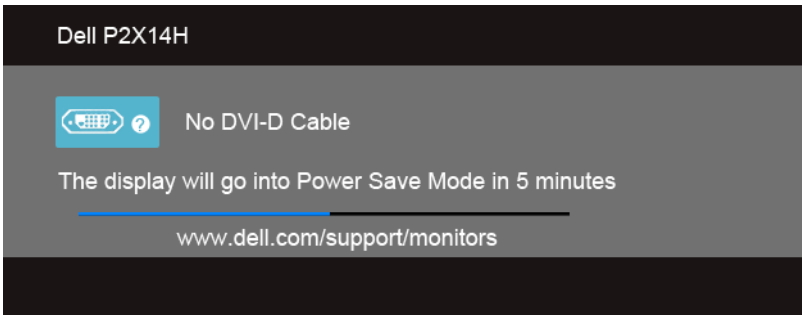 Dell P2X14H
? No DVI-D Cable
The display will go into Power Save Mode in 5 minutes
www.dell.com/support/monitors